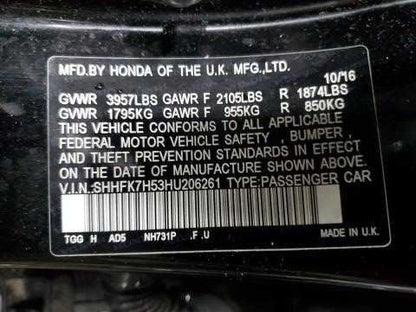 MFD.BY HONDA OF THE U.K. MFG.,LTD.
10/16
GVWR 3957LBS GAWR F 2105LBS R 1874LBS
GVWR 1795KG GAWR F 955KG R 850KG
THIS VEHICLE CONFORMS TO ALL APPLICABLE
FEDERAL MOTOR VEHICLE SAFETY , BUMPER ,
AND THEFT PREVENTION STANDARDS IN EFFECT
ON THE DATE OF MANUFACTURE SHOWN ABOVE.
V.I.N.:SHHFK7H53HU206261 TYPE:PASSENGER CAR
TGG H AD5 NH731P .F .U MADE IN U.K.